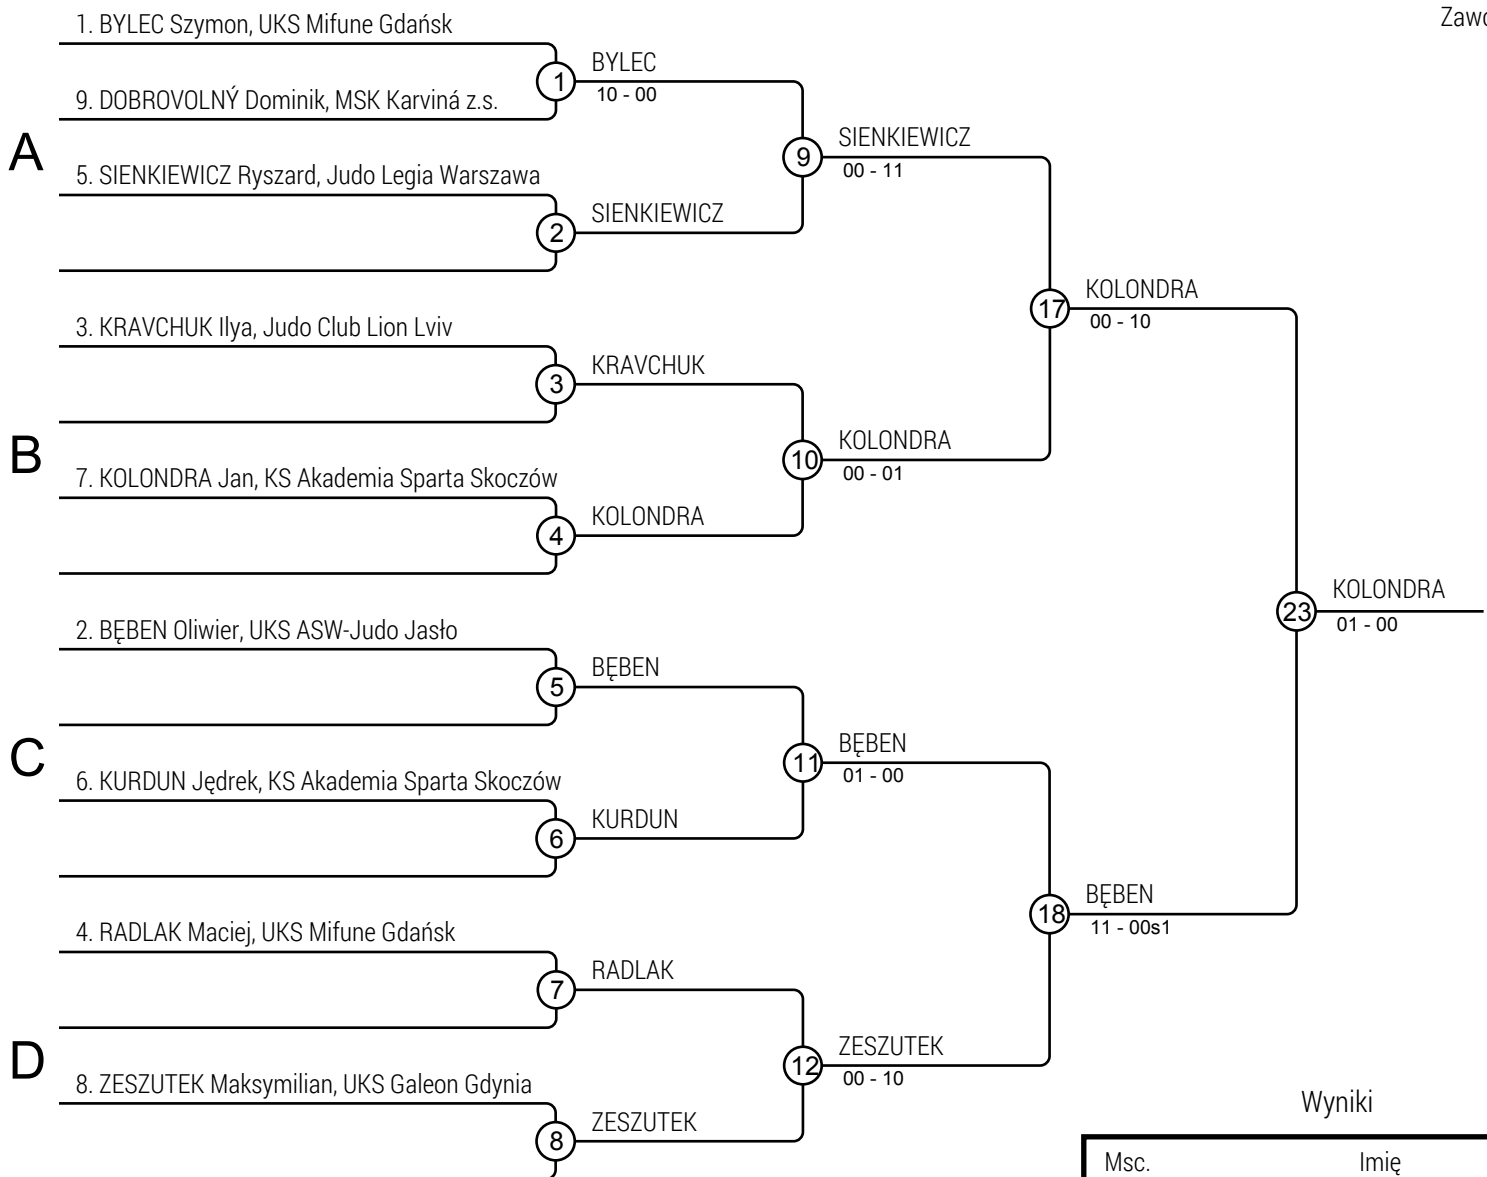 Zawo
1. BYLEC Szymon, UKS Mifune Gdańsk
1
BYLEC
10 - 00
9. DOBROVOLNÝ Dominik, MSK Karviná z.s.
A
9
SIENKIEWICZ
00 - 11
5. SIENKIEWICZ Ryszard, Judo Legia Warszawa
2
SIENKIEWICZ
17
KOLONDRA
00 - 10
3. KRAVCHUK Ilya, Judo Club Lion Lviv
3
KRAVCHUK
B
10
KOLONDRA
00 - 01
7. KOLONDRA Jan, KS Akademia Sparta Skoczów
4
KOLONDRA
23
KOLONDRA
01 - 00
2. BĘBEN Oliwier, UKS ASW-Judo Jasło
5
BĘBEN
C
11
BĘBEN
01 - 00
6. KURDUN Jędrek, KS Akademia Sparta Skoczów
6
KURDUN
18
BĘBEN
11 - 00s1
4. RADLAK Maciej, UKS Mifune Gdańsk
7
RADLAK
D
12
ZESZUTEK
00 - 10
8. ZESZUTEK Maksymilian, UKS Galeon Gdynia
8
ZESZUTEK
Wyniki
Msc. Imię